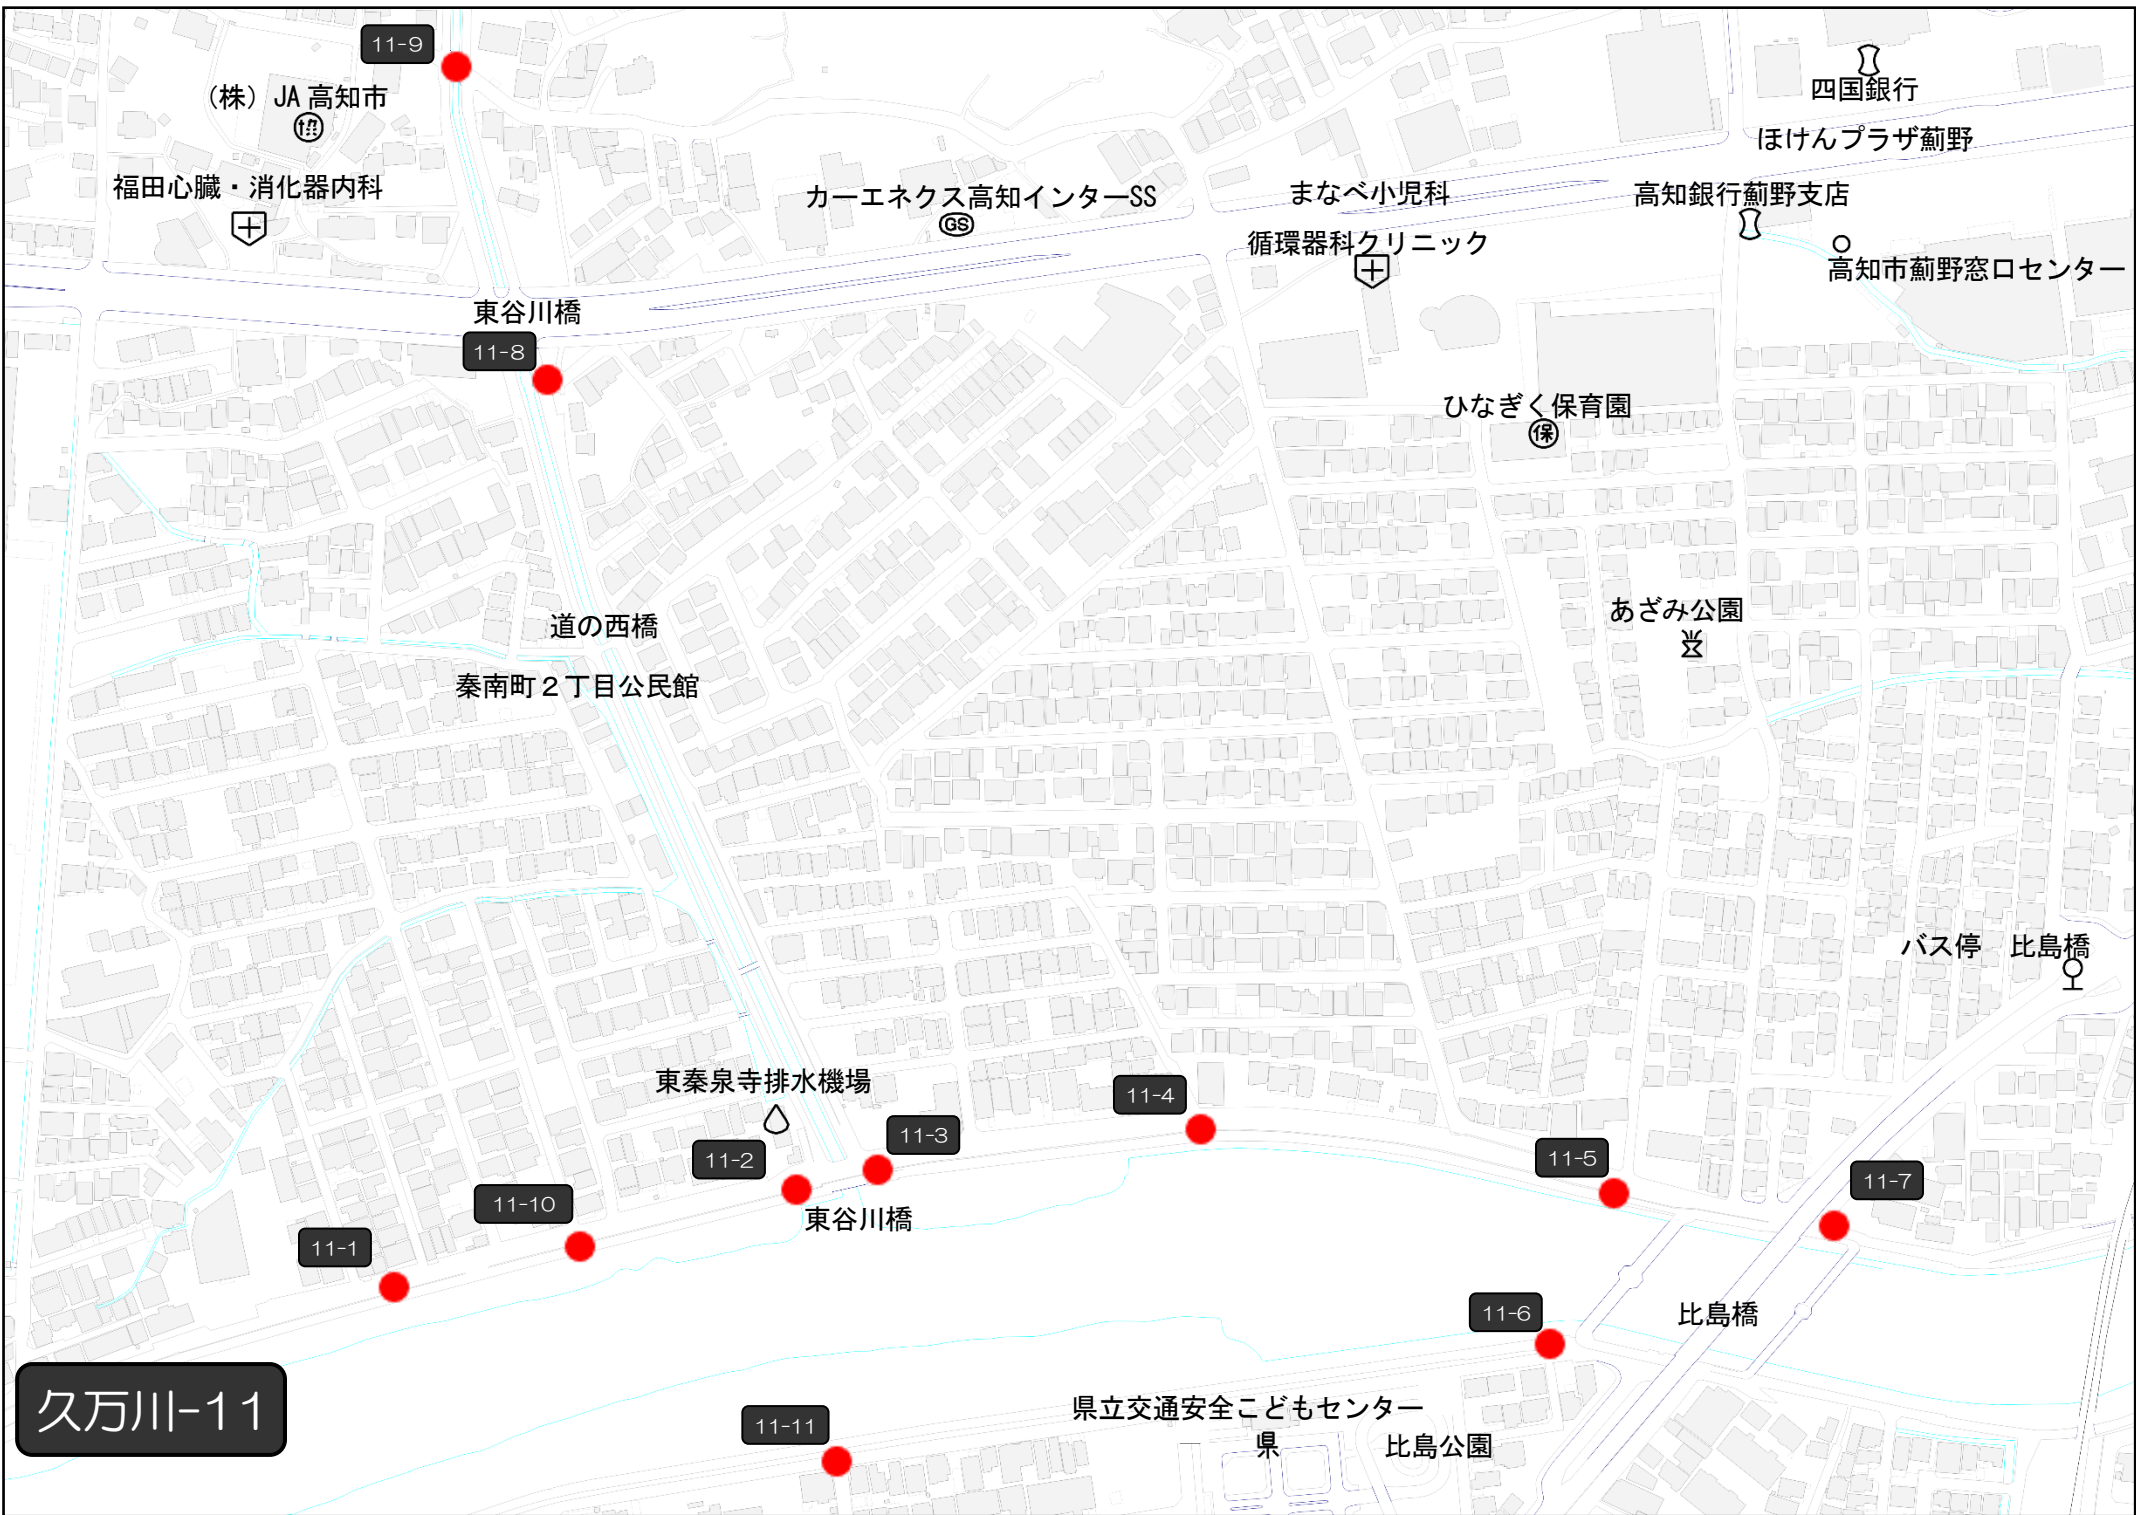 11-9
四国銀行
(株) JA 高知市
ほけんプラザ薊野
福田心臓・消化器内科
カーエネクス高知インターSS
GS
まなべ小児科
循環器科クリニック
高知銀行薊野支店
高知市薊野窓口センター
東谷川橋
11-8
ひなぎく保育園
保
あざみ公園
道の西橋
秦南町２丁目公民館
バス停 比島橋
東秦泉寺排水機場
11-4
11-3
11-2
11-5
11-7
11-10
東谷川橋
11-1
11-6
比島橋
久万川-11
11-11
県立交通安全こどもセンター
県
比島公園